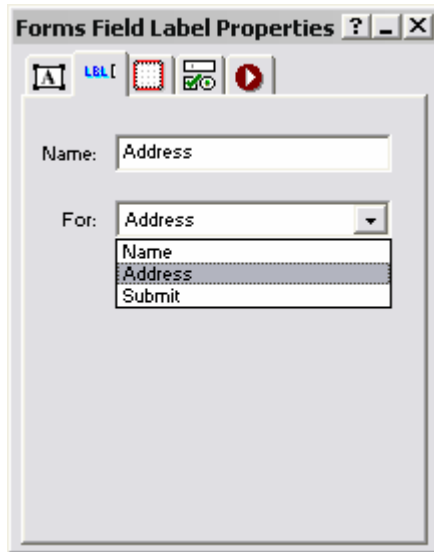 Forms Field Label Properties ? _ X
A LBL[
Name: Address
For: Address
Name
Address
Submit